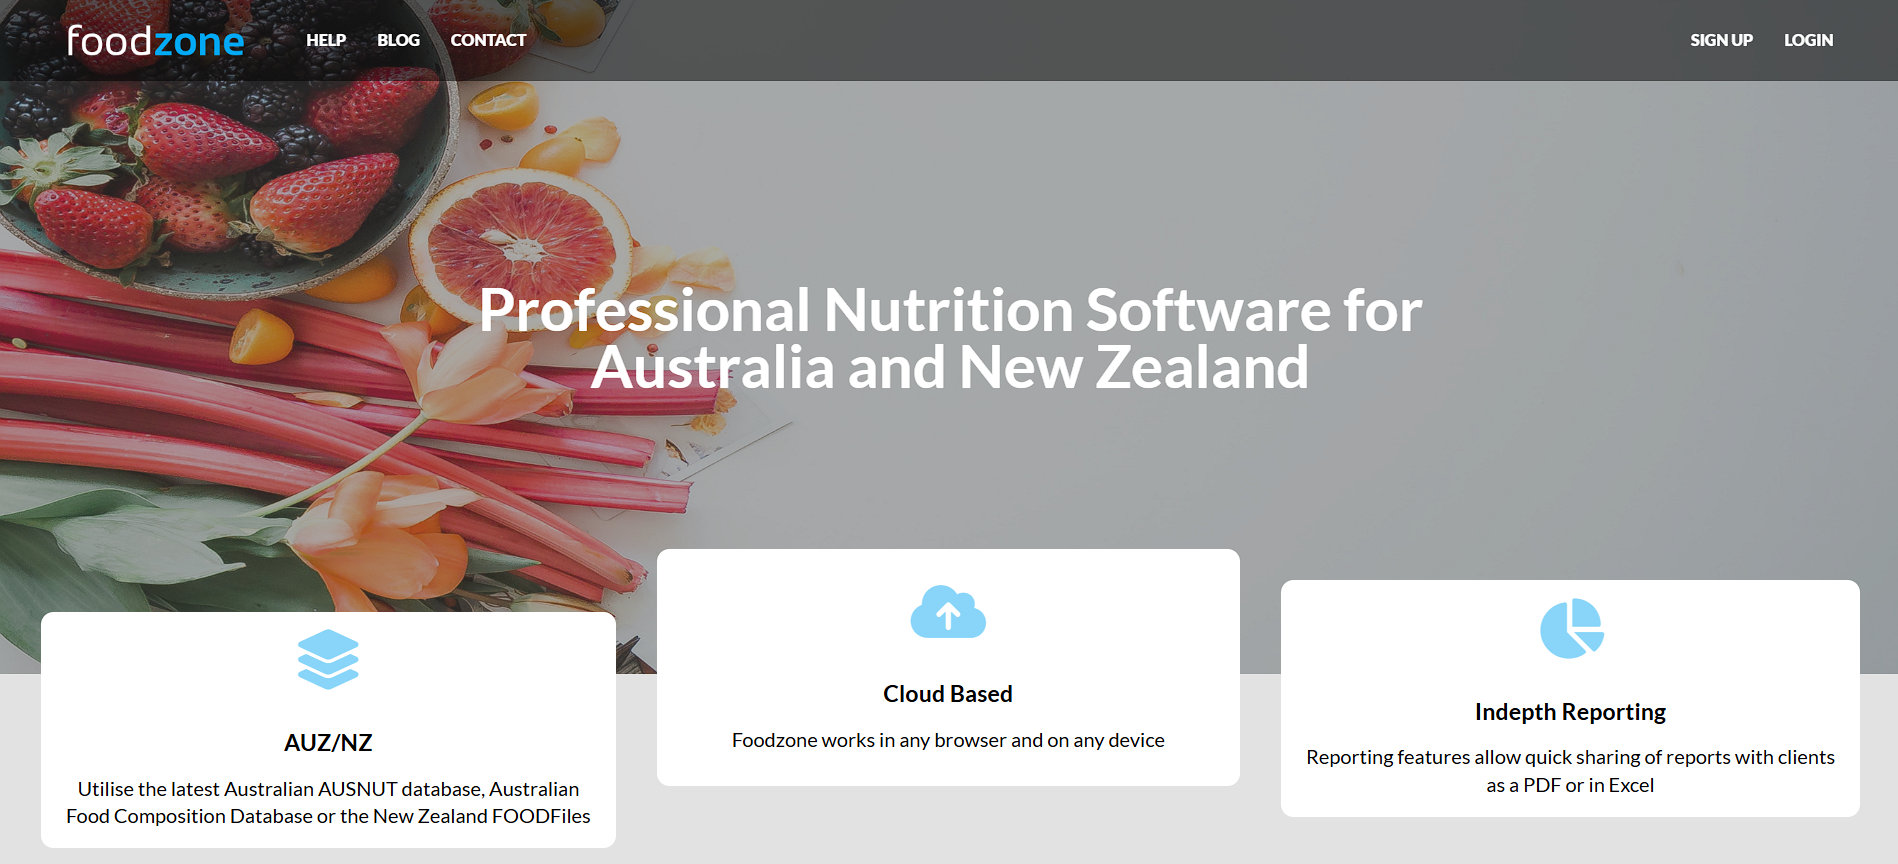 foodzone
HELP
BLOG
CONTACT
SIGN UP
LOGIN
Professional Nutrition Software for
Australia and New Zealand
AUZ/NZ
Utilise the latest Australian AUSNUT database, Australian
Food Composition Database or the New Zealand FOODFiles
Cloud Based
Foodzone works in any browser and on any device
Indepth Reporting
Reporting features allow quick sharing of reports with clients
as a PDF or in Excel